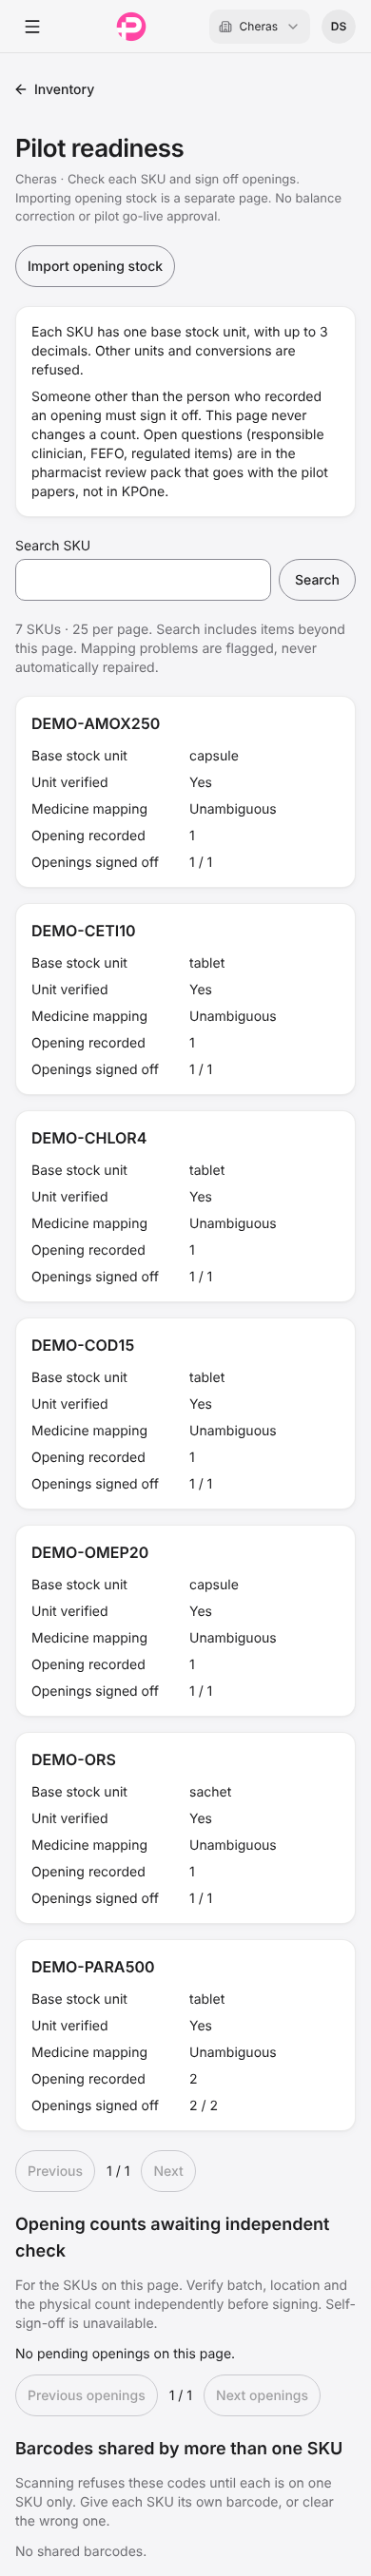 Cheras
DS
Inventory
Pilot readiness
Cheras · Check each SKU and sign off openings.
Importing opening stock is a separate page. No balance
correction or pilot go-live approval.
Import opening stock
Each SKU has one base stock unit, with up to 3
decimals. Other units and conversions are
refused.
Someone other than the person who recorded
an opening must sign it off. This page never
changes a count. Open questions (responsible
clinician, FEFO, regulated items) are in the
pharmacist review pack that goes with the pilot
papers, not in KPOne.
Search SKU
Search
7 SKUs · 25 per page. Search includes items beyond
this page. Mapping problems are flagged, never
automatically repaired.
DEMO-AMOX250
Base stock unit capsule
Unit verified Yes
Medicine mapping Unambiguous
Opening recorded 1
Openings signed off 1 / 1
DEMO-CETI10
Base stock unit tablet
Unit verified Yes
Medicine mapping Unambiguous
Opening recorded 1
Openings signed off 1 / 1
DEMO-CHLOR4
Base stock unit tablet
Unit verified Yes
Medicine mapping Unambiguous
Opening recorded 1
Openings signed off 1 / 1
DEMO-COD15
Base stock unit tablet
Unit verified Yes
Medicine mapping Unambiguous
Opening recorded 1
Openings signed off 1 / 1
DEMO-OMEP20
Base stock unit capsule
Unit verified Yes
Medicine mapping Unambiguous
Opening recorded 1
Openings signed off 1 / 1
DEMO-ORS
Base stock unit sachet
Unit verified Yes
Medicine mapping Unambiguous
Opening recorded 1
Openings signed off 1 / 1
DEMO-PARA500
Base stock unit tablet
Unit verified Yes
Medicine mapping Unambiguous
Opening recorded 2
Openings signed off 2 / 2
Previous 1 / 1 Next
Opening counts awaiting independent
check
For the SKUs on this page. Verify batch, location and
the physical count independently before signing. Self-
sign-off is unavailable.
No pending openings on this page.
Previous openings 1 / 1 Next openings
Barcodes shared by more than one SKU
Scanning refuses these codes until each is on one
SKU only. Give each SKU its own barcode, or clear
the wrong one.
No shared barcodes.